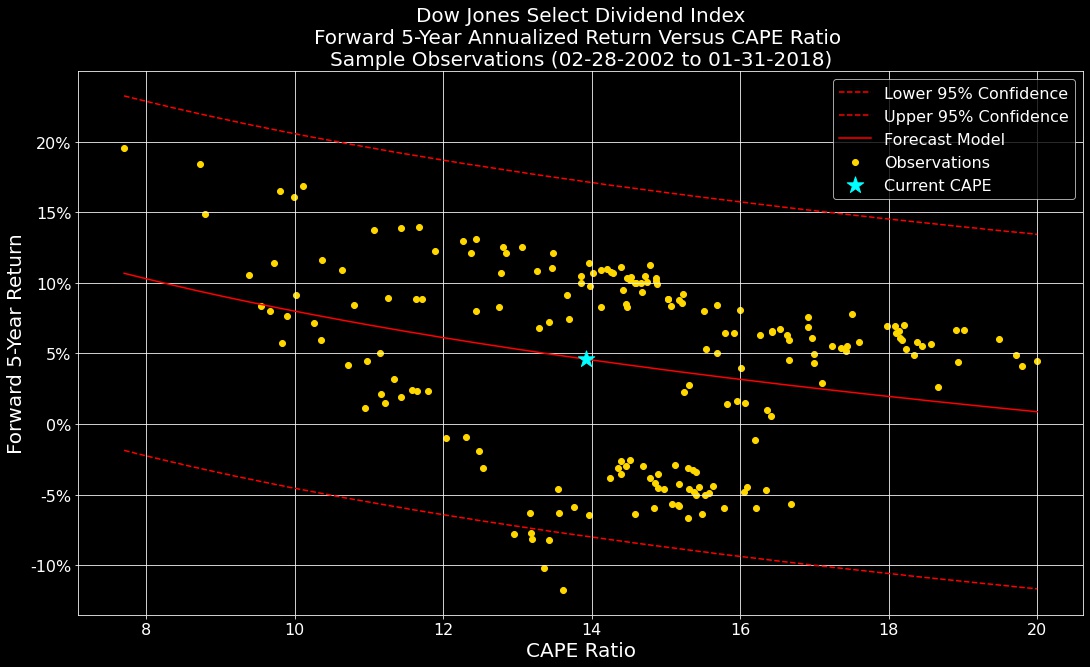 Dow Jones Select Dividend Index
Forward 5-Year Annualized Return Versus CAPE Ratio
Sample Observations (02-28-2002 to 01-31-2018)
Lower 95% Confidence
Upper 95% Confidence
Forecast Model
Observations
Current CAPE
Forward 5-Year Return
20%
15%
10%
5%
0%
-5%
-10%
8 10 12 14 16 18 20
CAPE Ratio